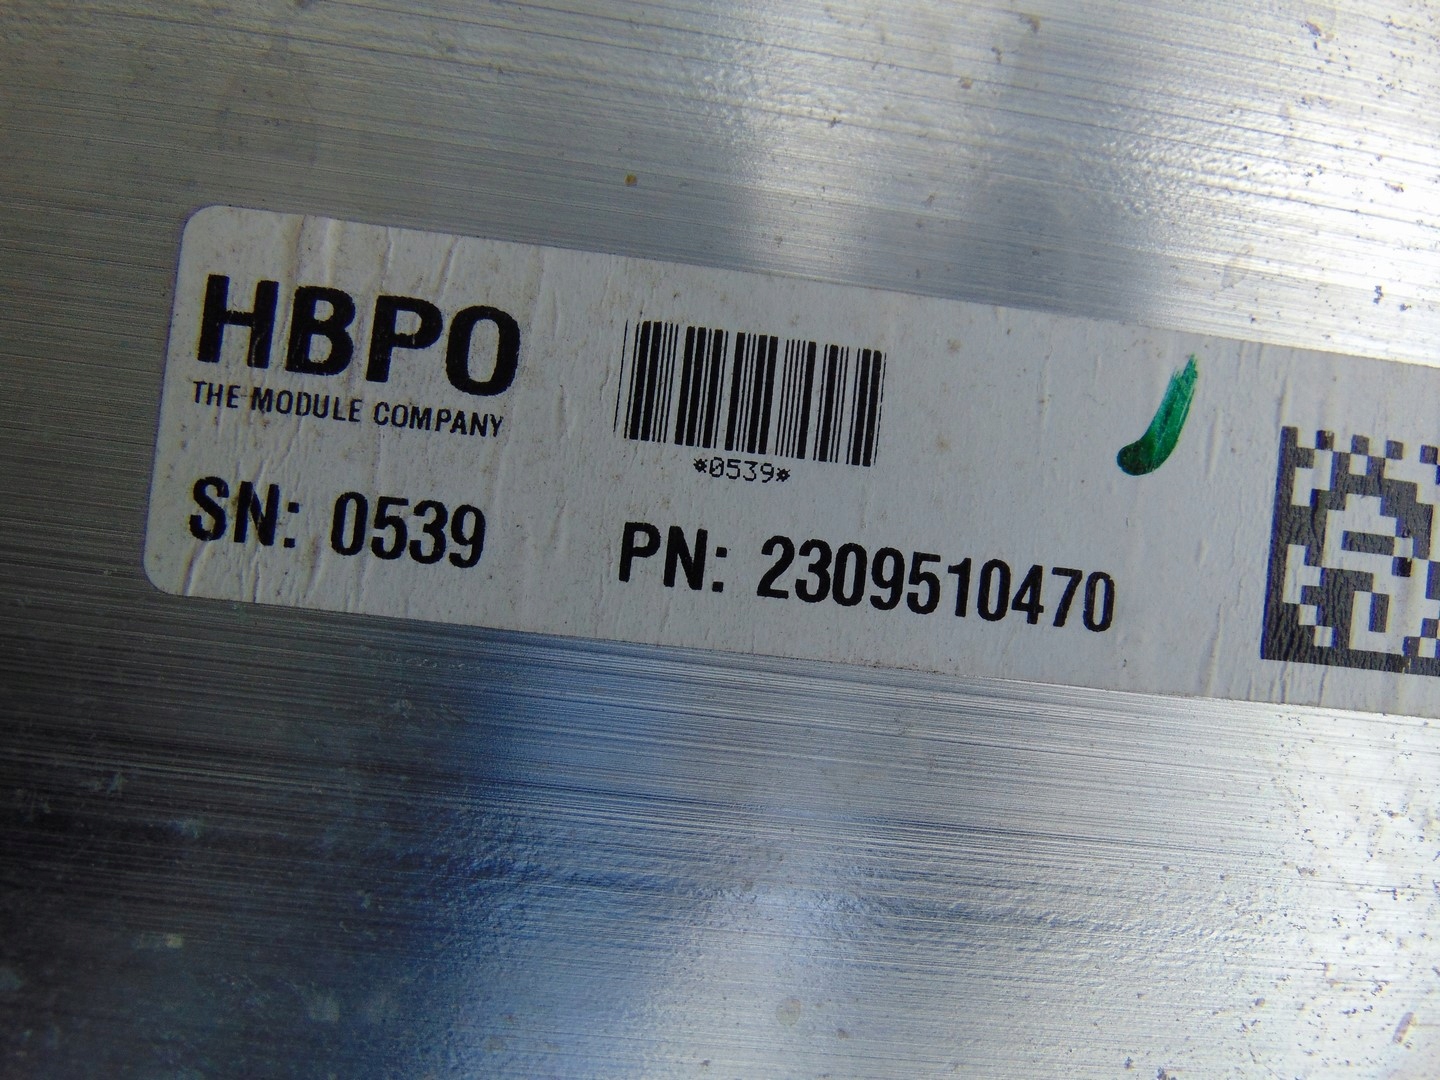 HBPO
THE MODULE COMPANY
*0539*
SN: 0539
PN: 2309510470